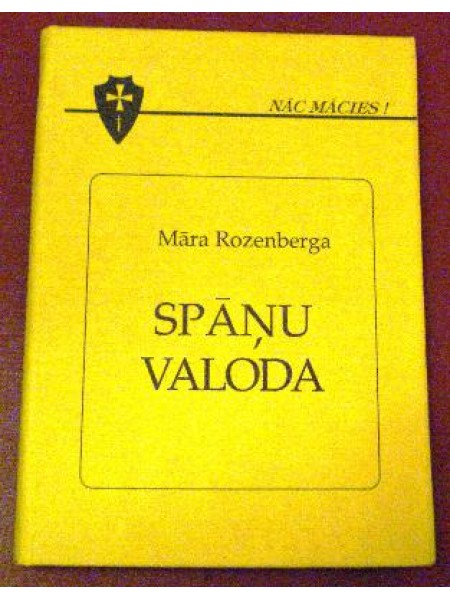 NĀC MĀCIES !
Māra Rozenberga
SPĀŅU
VALODA